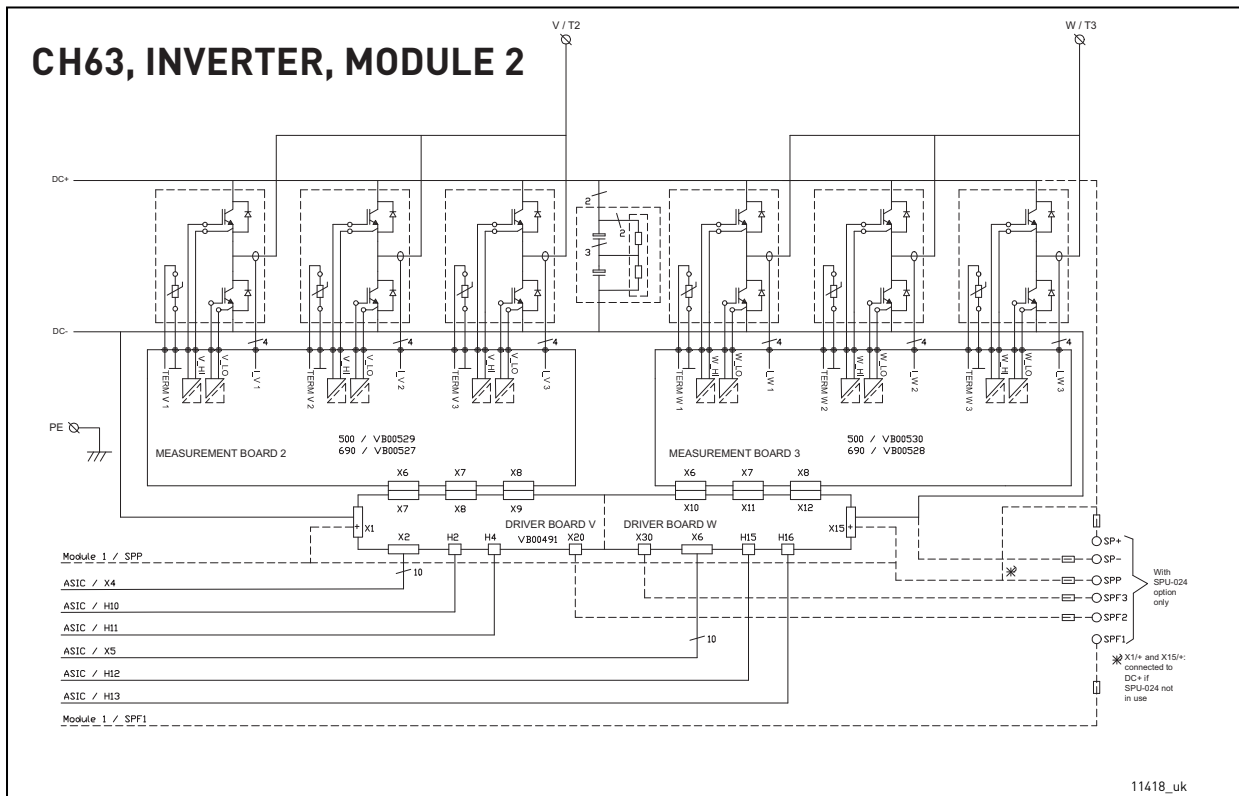 V / T2
W / T3
CH63, INVERTER, MODULE 2
DC+
2
2
3
DC-
4
4
4
4
4
4
TERM V 1
V_HI
V_LO
I_V 1
TERM V 2
V_HI
V_LO
I_V 2
TERM V 3
V_HI
V_LO
I_V 3
TERM W 1
W_HI
W_LO
I_W 1
TERM W 2
W_HI
W_LO
I_W 2
TERM W 3
W_HI
W_LO
I_W 3
PE
MEASUREMENT BOARD 2
500 / VB00529
690 / VB00527
MEASUREMENT BOARD 3
500 / VB00530
690 / VB00528
X6 X7 X8
X7 X8 X9
X6 X7 X8
X10 X11 X12
+ X1
DRIVER BOARD V
VB00491
DRIVER BOARD W
X15 +
X2 H2 H4 X20 X30 X6 H15 H16
10
10
Module 1 / SPP
ASIC / X4
ASIC / H10
ASIC / H11
ASIC / X5
ASIC / H12
ASIC / H13
Module 1 / SPF1
SP+
SP-
SPP
SPF3
SPF2
SPF1
With
SPU-024
option
only
X1/+ and X15/+:
connected to
DC+ if
SPU-024 not
in use
11418_uk